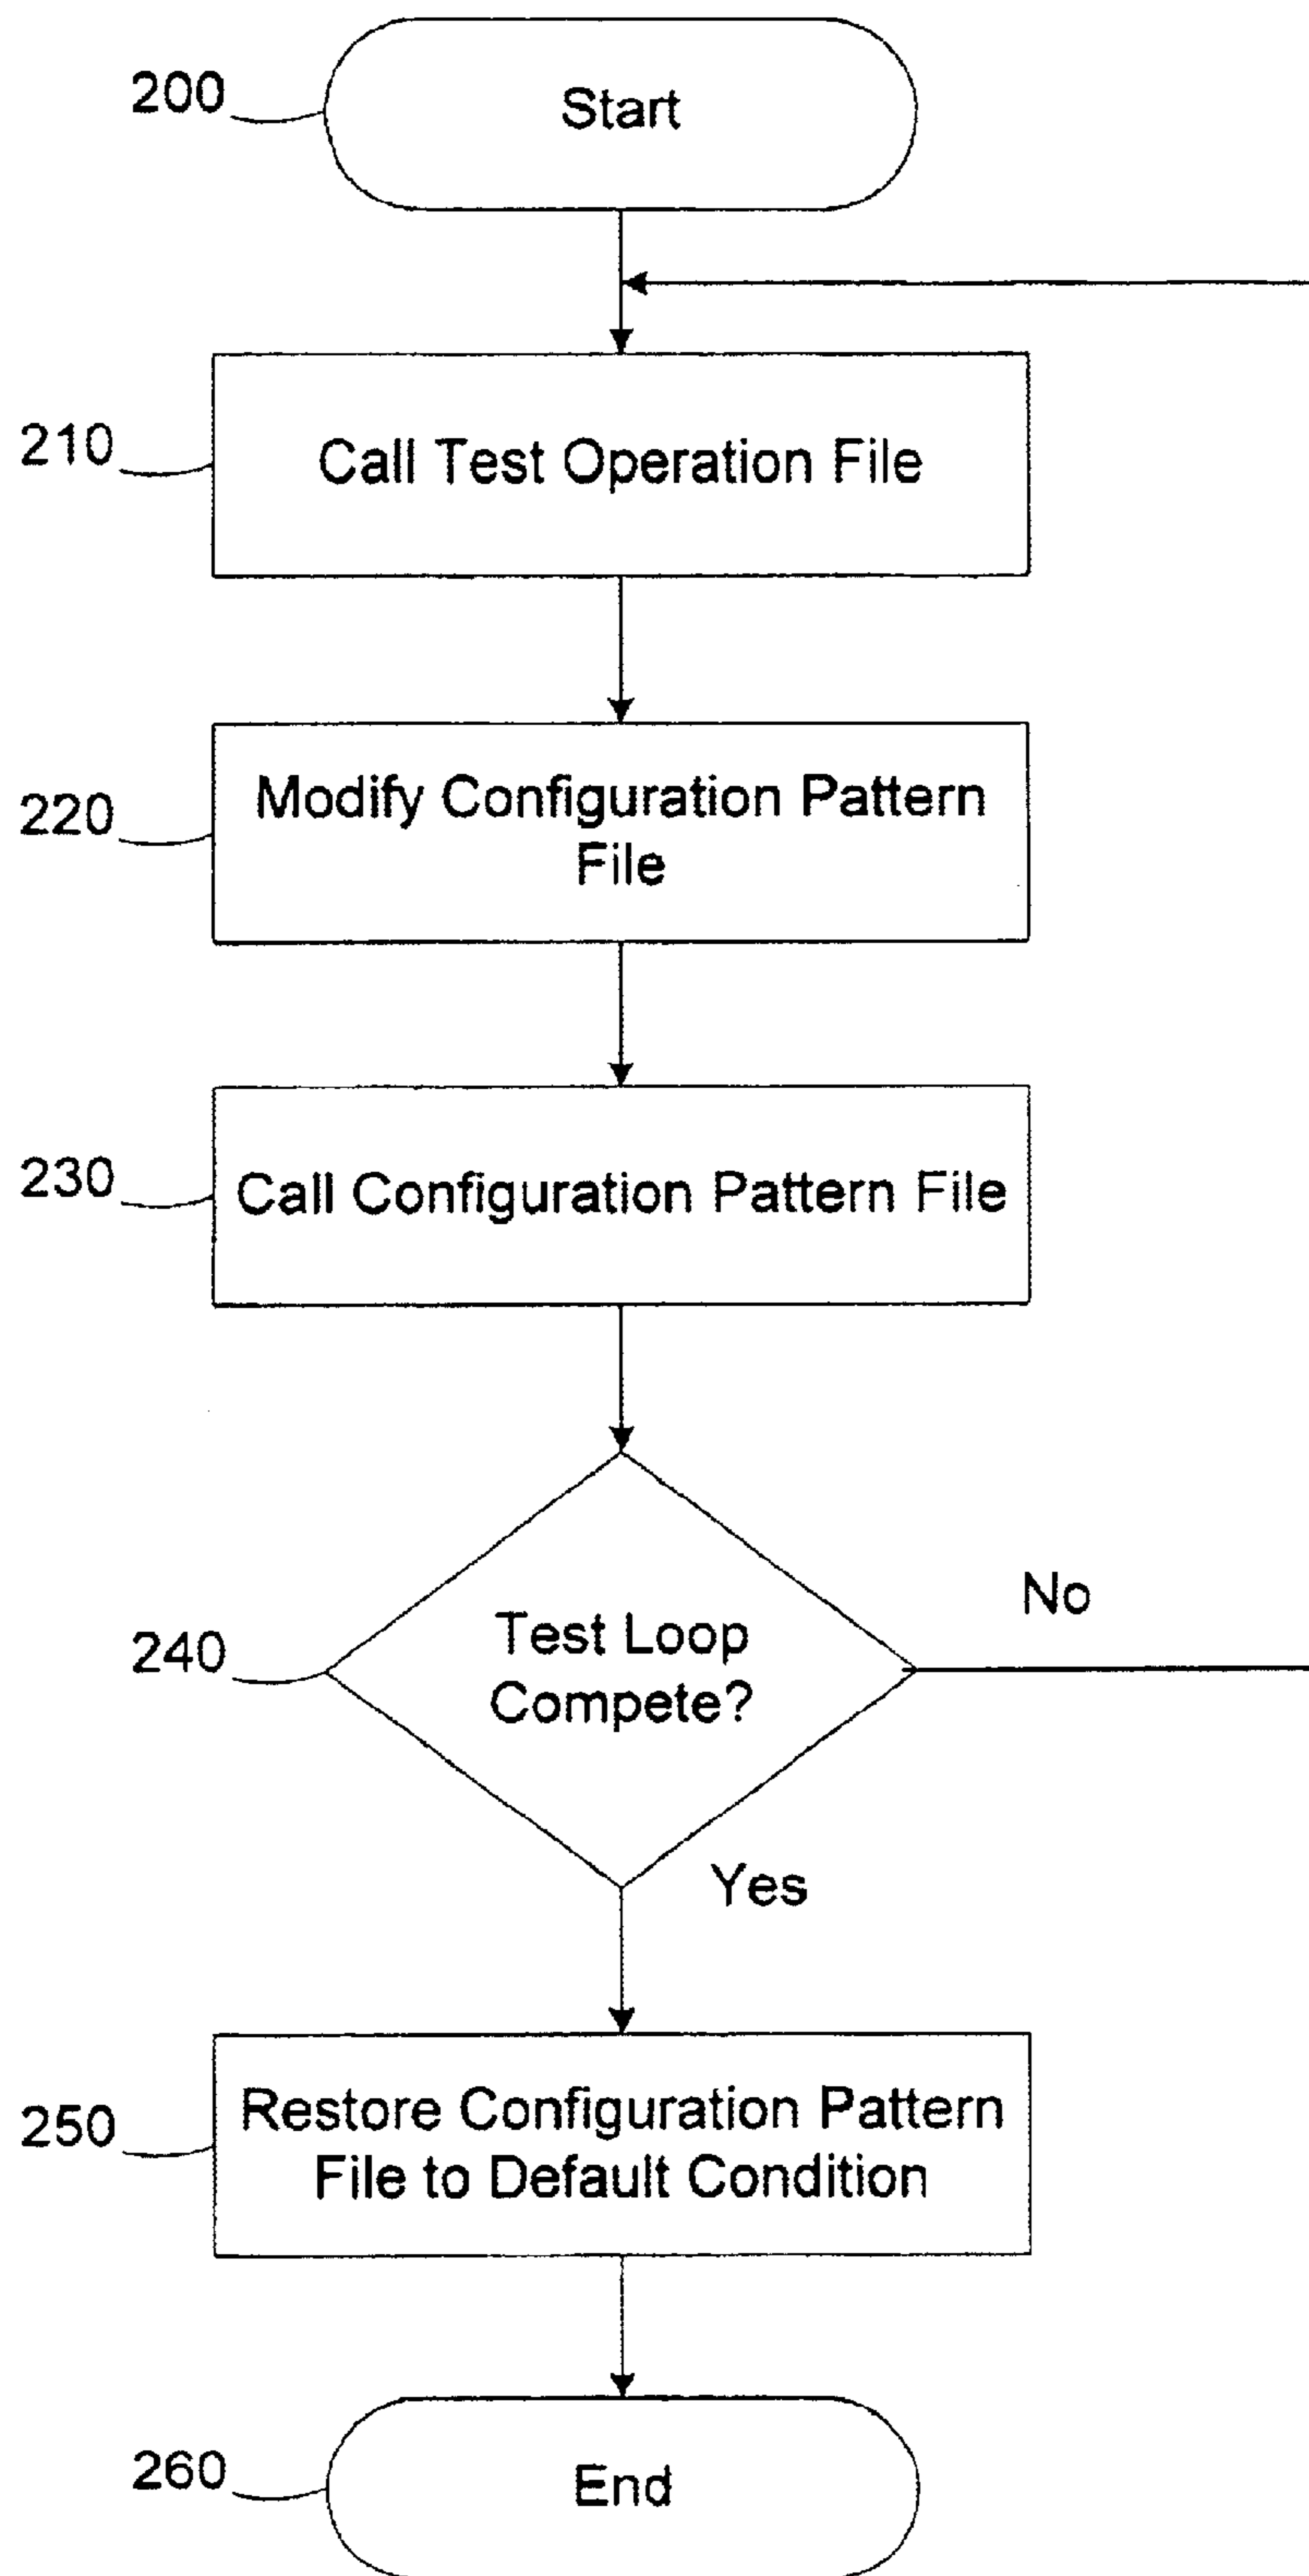 200
Start
210
Call Test Operation File
220
Modify Configuration Pattern
File
230
Call Configuration Pattern File
240
Test Loop
Compete?
No
Yes
250
Restore Configuration Pattern
File to Default Condition
260
End